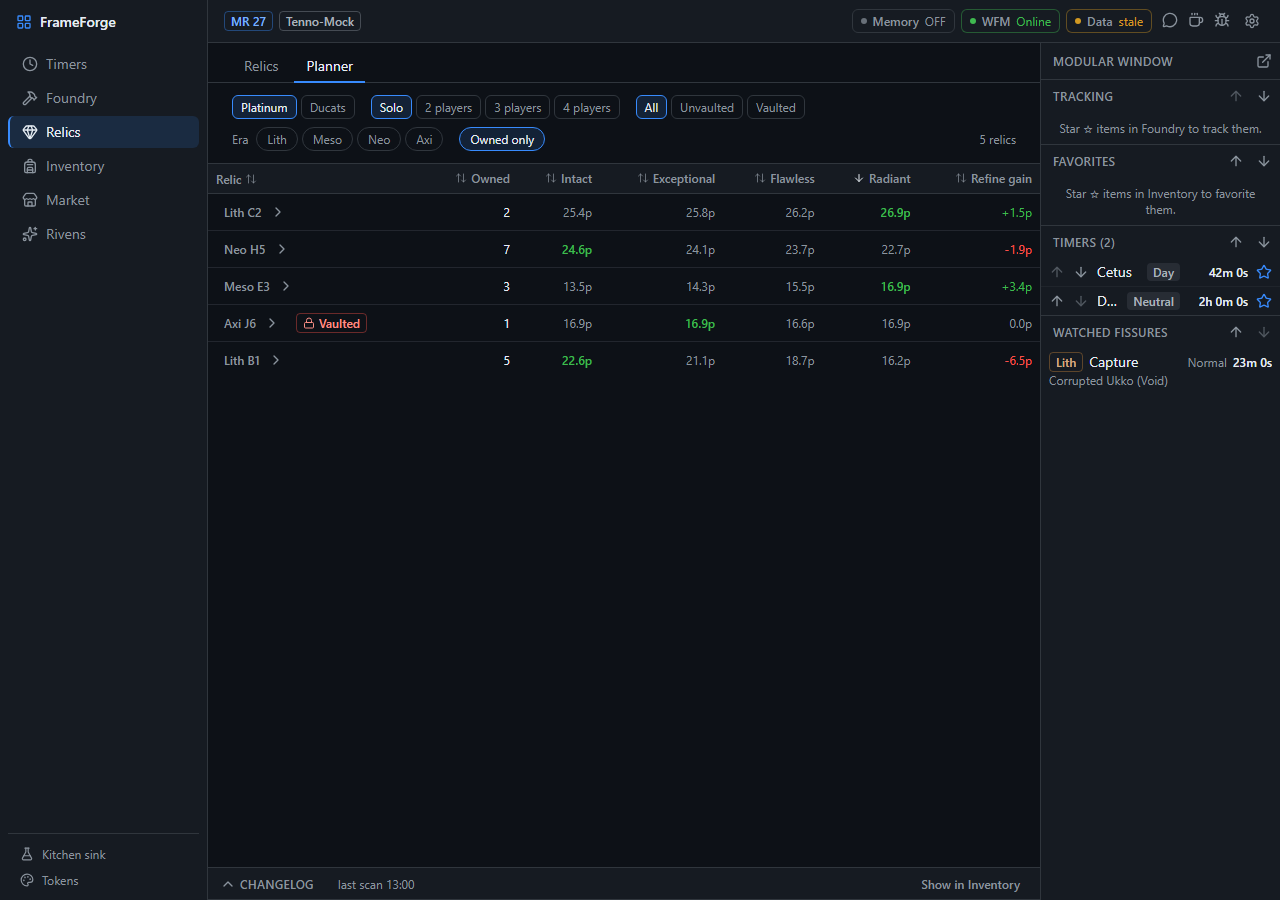 FrameForge
MR 27 Tenno-Mock
Memory OFF WFM Online Data stale
Timers
Foundry
Relics
Inventory
Market
Rivens
Kitchen sink
Tokens
Relics Planner
Platinum Ducats Solo 2 players 3 players 4 players All Unvaulted Vaulted
Era Lith Meso Neo Axi Owned only 5 relics
Relic Owned Intact Exceptional Flawless Radiant Refine gain
Lith C2 2 25.4p 25.8p 26.2p 26.9p +1.5p
Neo H5 7 24.6p 24.1p 23.7p 22.7p -1.9p
Meso E3 3 13.5p 14.3p 15.5p 16.9p +3.4p
Axi J6 Vaulted 1 16.9p 16.9p 16.6p 16.9p 0.0p
Lith B1 5 22.6p 21.1p 18.7p 16.2p -6.5p
CHANGELOG last scan 13:00 Show in Inventory
MODULAR WINDOW
TRACKING
Star ☆ items in Foundry to track them.
FAVORITES
Star ☆ items in Inventory to favorite
them.
TIMERS (2)
Cetus Day 42m 0s
D... Neutral 2h 0m 0s
WATCHED FISSURES
Lith Capture Normal 23m 0s
Corrupted Ukko (Void)